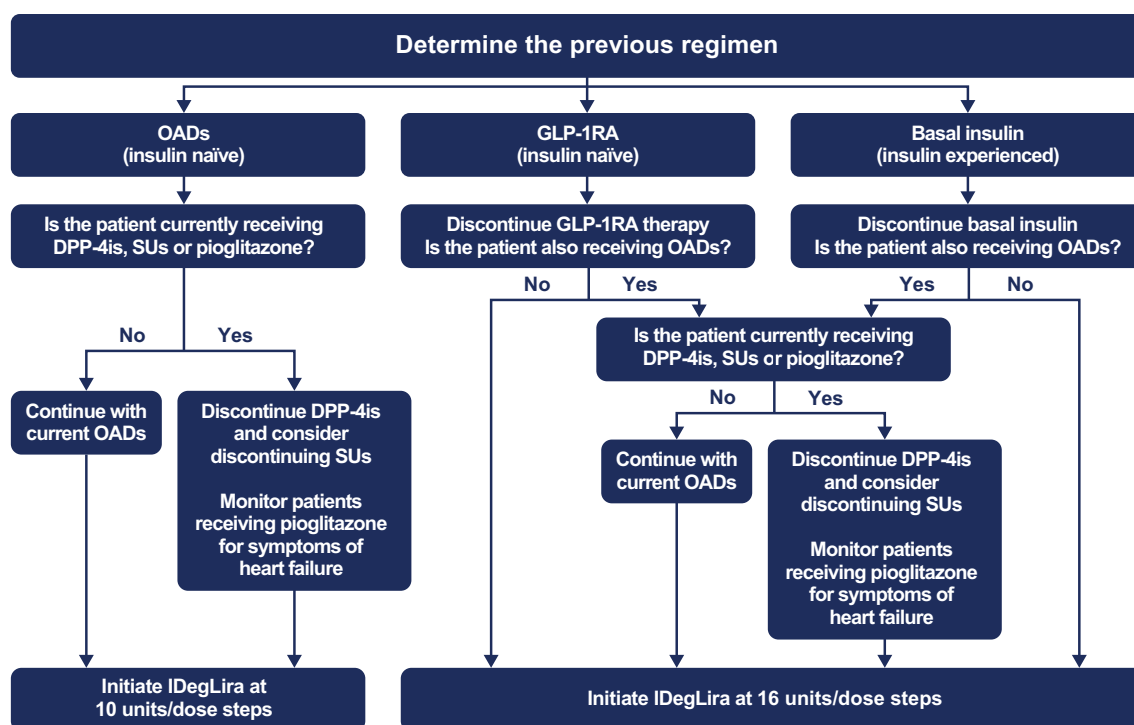 Determine the previous regimen
OADs
(insulin naïve)
GLP-1RA
(insulin naïve)
Basal insulin
(insulin experienced)
Is the patient currently receiving
DPP-4is, SUs or pioglitazone?
Discontinue GLP-1RA therapy
Is the patient also receiving OADs?
Discontinue basal insulin
Is the patient also receiving OADs?
No
Yes
Yes
No
Is the patient currently receiving
DPP-4is, SUs or pioglitazone?
No
Yes
No
Yes
Continue with
current OADs
Discontinue DPP-4is
and consider
discontinuing SUs
Monitor patients
receiving pioglitazone
for symptoms of
heart failure
Continue with
current OADs
Discontinue DPP-4is
and consider
discontinuing SUs
Monitor patients
receiving pioglitazone
for symptoms of
heart failure
Initiate IDegLira at
10 units/dose steps
Initiate IDegLira at 16 units/dose steps